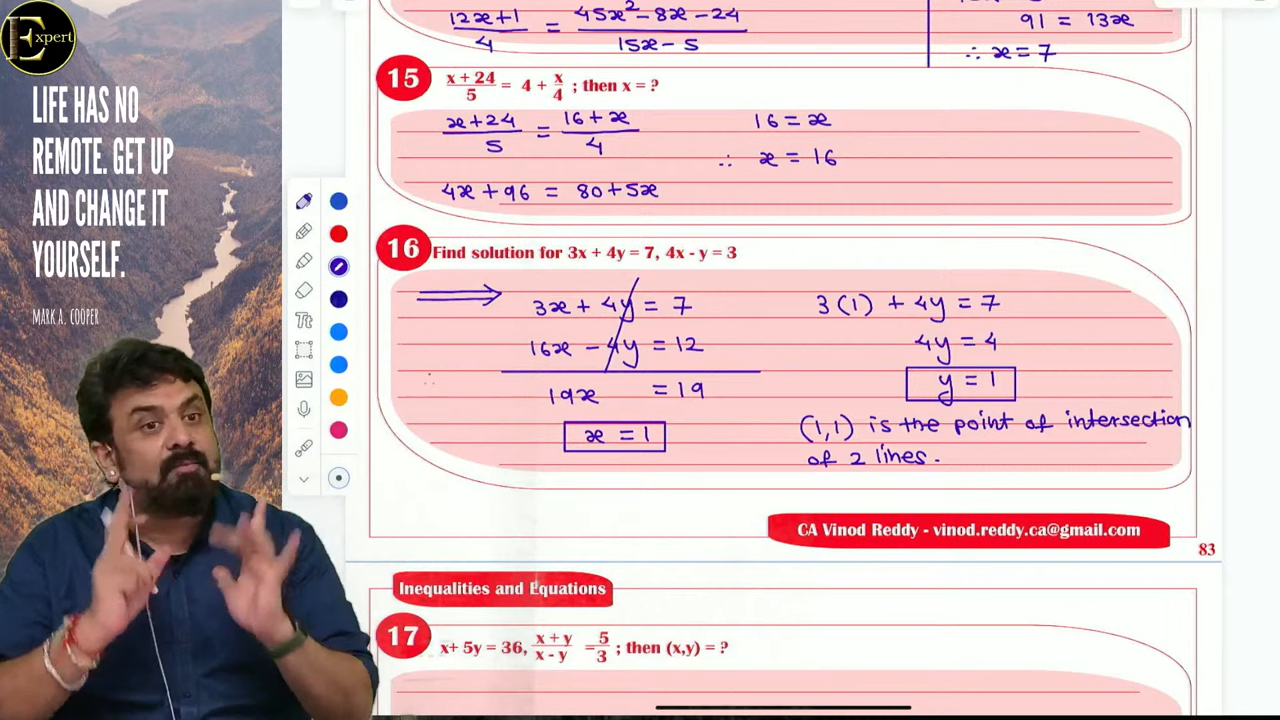 Expert
LIFE HAS NO
REMOTE. GET UP
AND CHANGE IT
YOURSELF.
MARK A. COOPER
12x+1/4 = 45x²-8x-24/15x-5
91 = 13x
∴ x = 7
15 x + 24/5 = 4 + x/4 ; then x = ?
x+24/5 = 16+x/4
4x + 96 = 80+5x
16 = x
∴ x = 16
16 Find solution for 3x + 4y = 7, 4x - y = 3
3x + 4y = 7
16x - 4y = 12
19x = 19
x = 1
3(1) + 4y = 7
4y = 4
y = 1
(1,1) is the point of intersection
of 2 lines.
CA Vinod Reddy - vinod.reddy.ca@gmail.com
83
Inequalities and Equations
17 x+ 5y = 36, x + y/x - y = 5/3 ; then (x,y) = ?
Tt